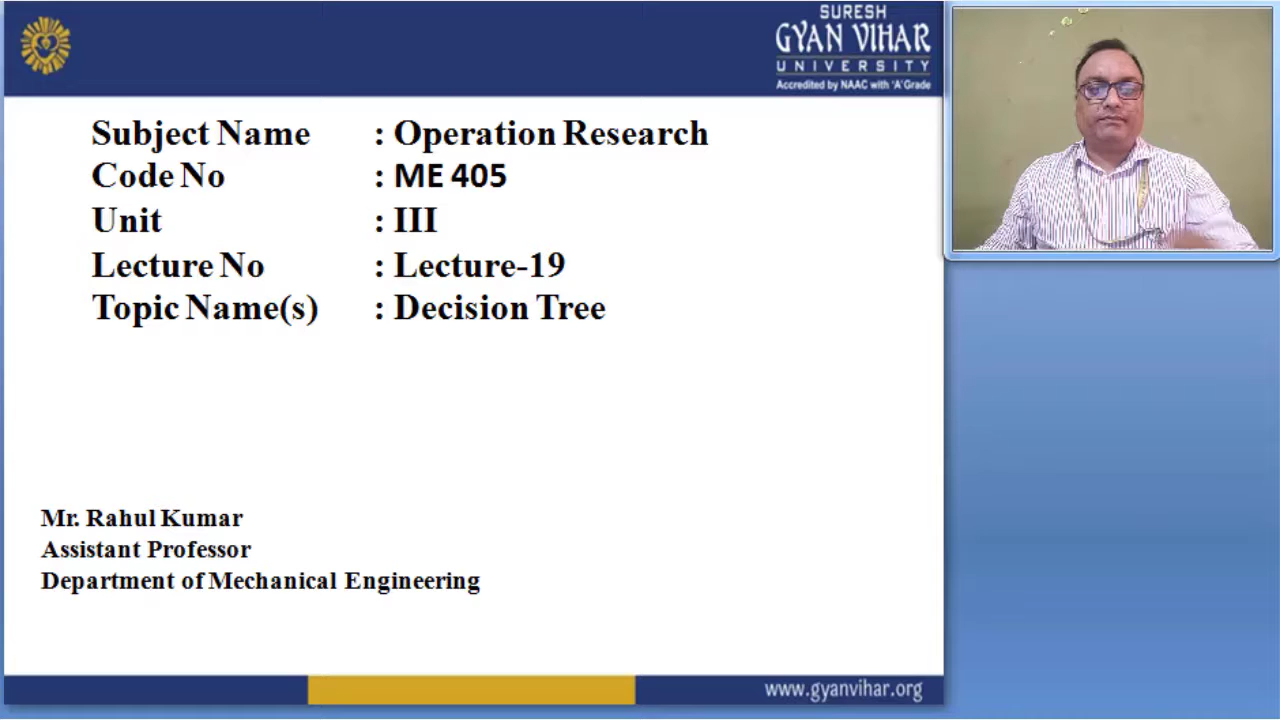 SURESH
GYAN VIHAR
UNIVERSITY
Accredited by NAAC with 'A' Grade
Subject Name : Operation Research
Code No : ME 405
Unit : III
Lecture No : Lecture-19
Topic Name(s) : Decision Tree
Mr. Rahul Kumar
Assistant Professor
Department of Mechanical Engineering
www.gyanvihar.org